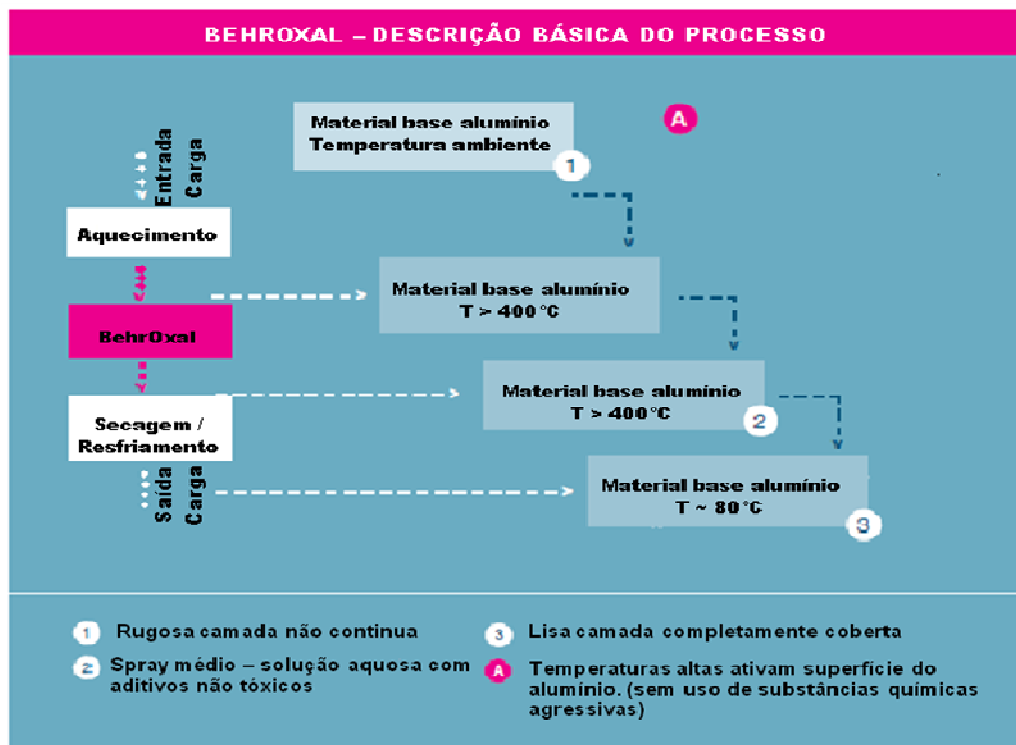 BEHROXAL – DESCRIÇÃO BÁSICA DO PROCESSO
Material base alumínio
Temperatura ambiente
1
A
Entrada
Carga
Aquecimento
Material base alumínio
T > 400°C
BehrOxal
Material base alumínio
T > 400°C
2
Secagem /
Resfriamento
Saída
Carga
Material base alumínio
T ~ 80°C
3
1 Rugosa camada não continua
2 Spray médio – solução aquosa com
aditivos não tóxicos
3 Lisa camada completamente coberta
A Temperaturas altas ativam superfície do
alumínio. (sem uso de substâncias químicas
agressivas)